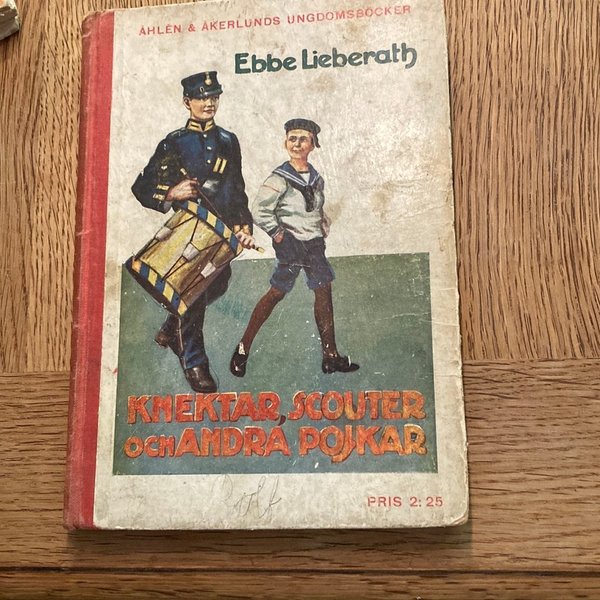 ÅHLÉN & ÅKERLUNDS UNGDOMSBÖCKER
Ebbe Lieberath
KNEKTAR, SCOUTER
OCH ANDRA POJKAR
PRIS 2:25